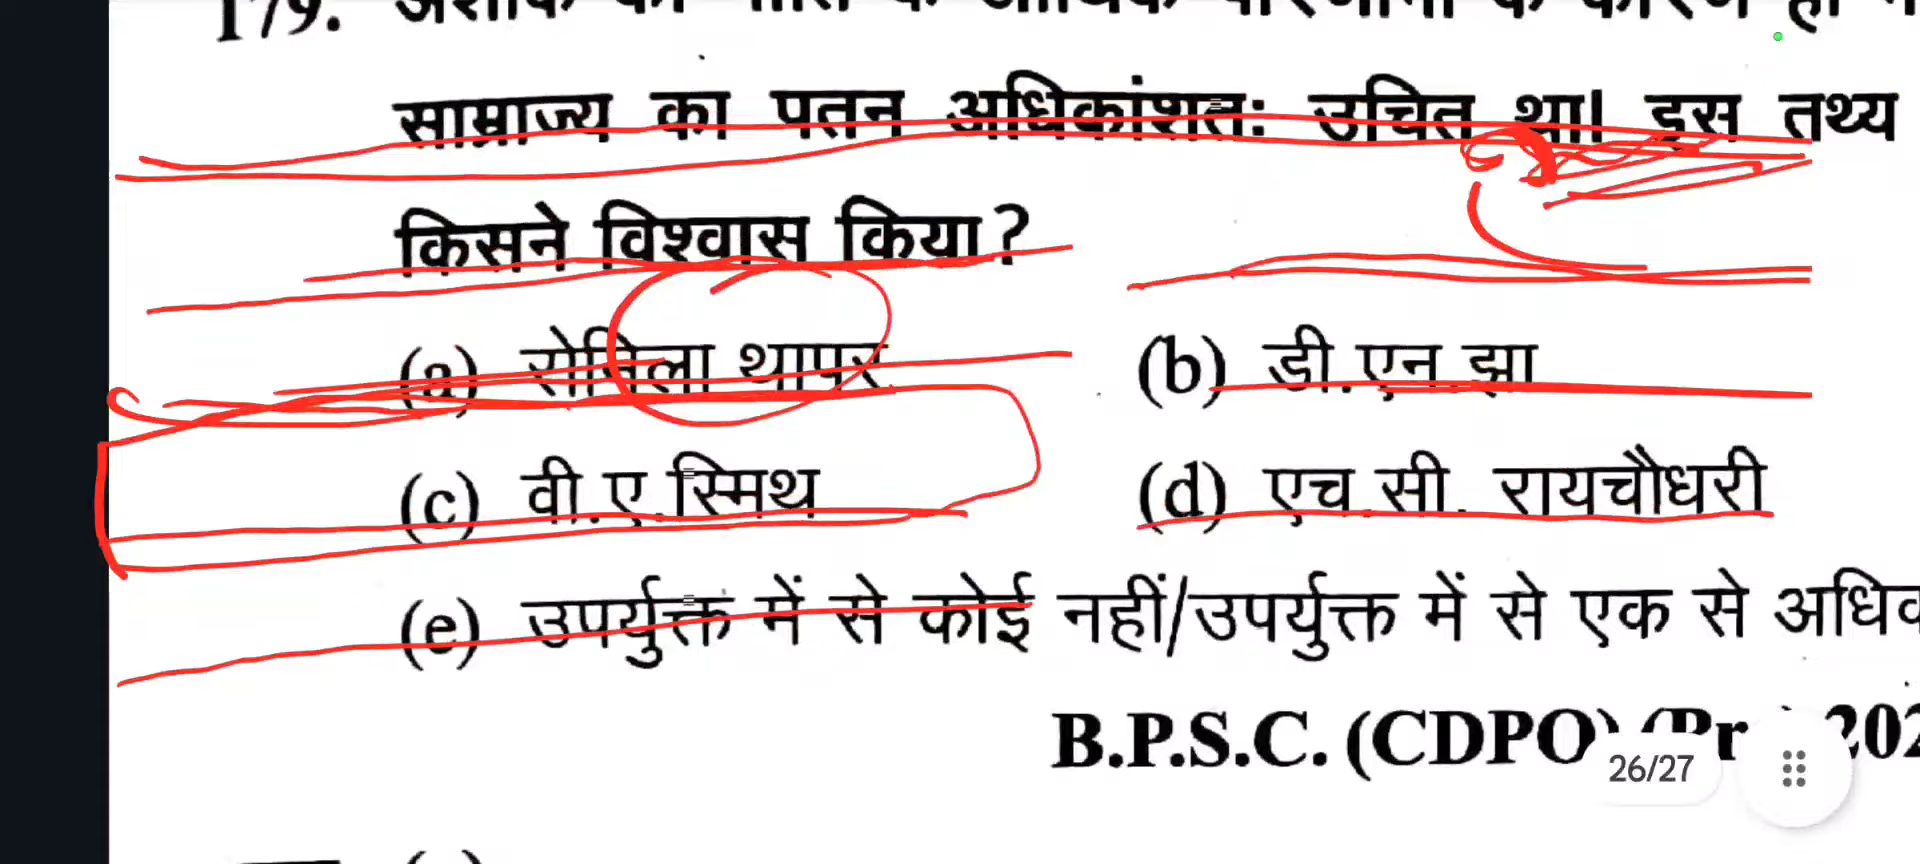 179.
साम्राज्य का पतन अधिकांशतः उचित था। इस तथ्य
किसने विश्वास किया?
(a) रोमिला थापर (b) डी.एन.झा
(c) वी.ए.स्मिथ (d) एच.सी. रायचौधरी
(e) उपर्युक्त में से कोई नहीं/उपर्युक्त में से एक से
B.P.S.C. (CDPO)
26/27